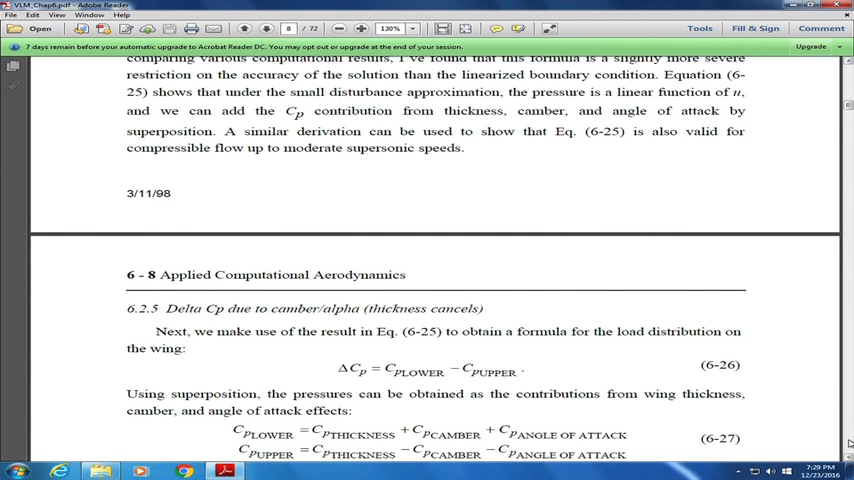 VLM_Chap6.pdf - Adobe Reader
File Edit View Window Help
Open 8 / 72 130% Tools Fill & Sign Comment
7 days remain before your automatic upgrade to Acrobat Reader DC. You may opt out or upgrade at the end of your session. Upgrade
comparing various computational results, I've found that this formula is a slightly more severe
restriction on the accuracy of the solution than the linearized boundary condition. Equation (6-
25) shows that under the small disturbance approximation, the pressure is a linear function of u,
and we can add the Cp contribution from thickness, camber, and angle of attack by
superposition. A similar derivation can be used to show that Eq. (6-25) is also valid for
compressible flow up to moderate supersonic speeds.
3/11/98
6 - 8 Applied Computational Aerodynamics
6.2.5 Delta Cp due to camber/alpha (thickness cancels)
Next, we make use of the result in Eq. (6-25) to obtain a formula for the load distribution on
the wing:
ΔCp = CpLOWER − CpUPPER . (6-26)
Using superposition, the pressures can be obtained as the contributions from wing thickness,
camber, and angle of attack effects:
CpLOWER = CpTHICKNESS + CpCAMBER + CpANGLE OF ATTACK
CpUPPER = CpTHICKNESS − CpCAMBER − CpANGLE OF ATTACK
(6-27)
7:29 PM
12/23/2016